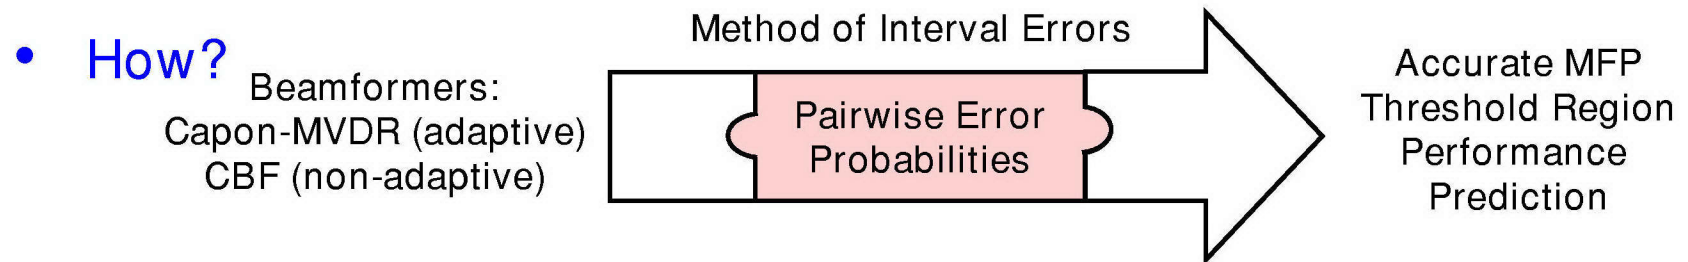 • How?
Beamformers:
Capon-MVDR (adaptive)
CBF (non-adaptive)
Method of Interval Errors
Pairwise Error
Probabilities
Accurate MFP
Threshold Region
Performance
Prediction